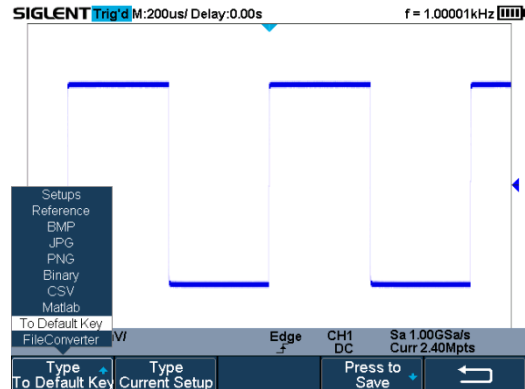 SIGLENT Trig'd M:200us/ Delay:0.00s f = 1.00001kHz
Setups
Reference
BMP
JPG
PNG
Binary
CSV
Matlab
To Default Key
FileConverter V/ Edge CH1 Sa 1.00GSa/s
DC Curr 2.40Mpts
Type Type Press to
To Default Key Current Setup Save